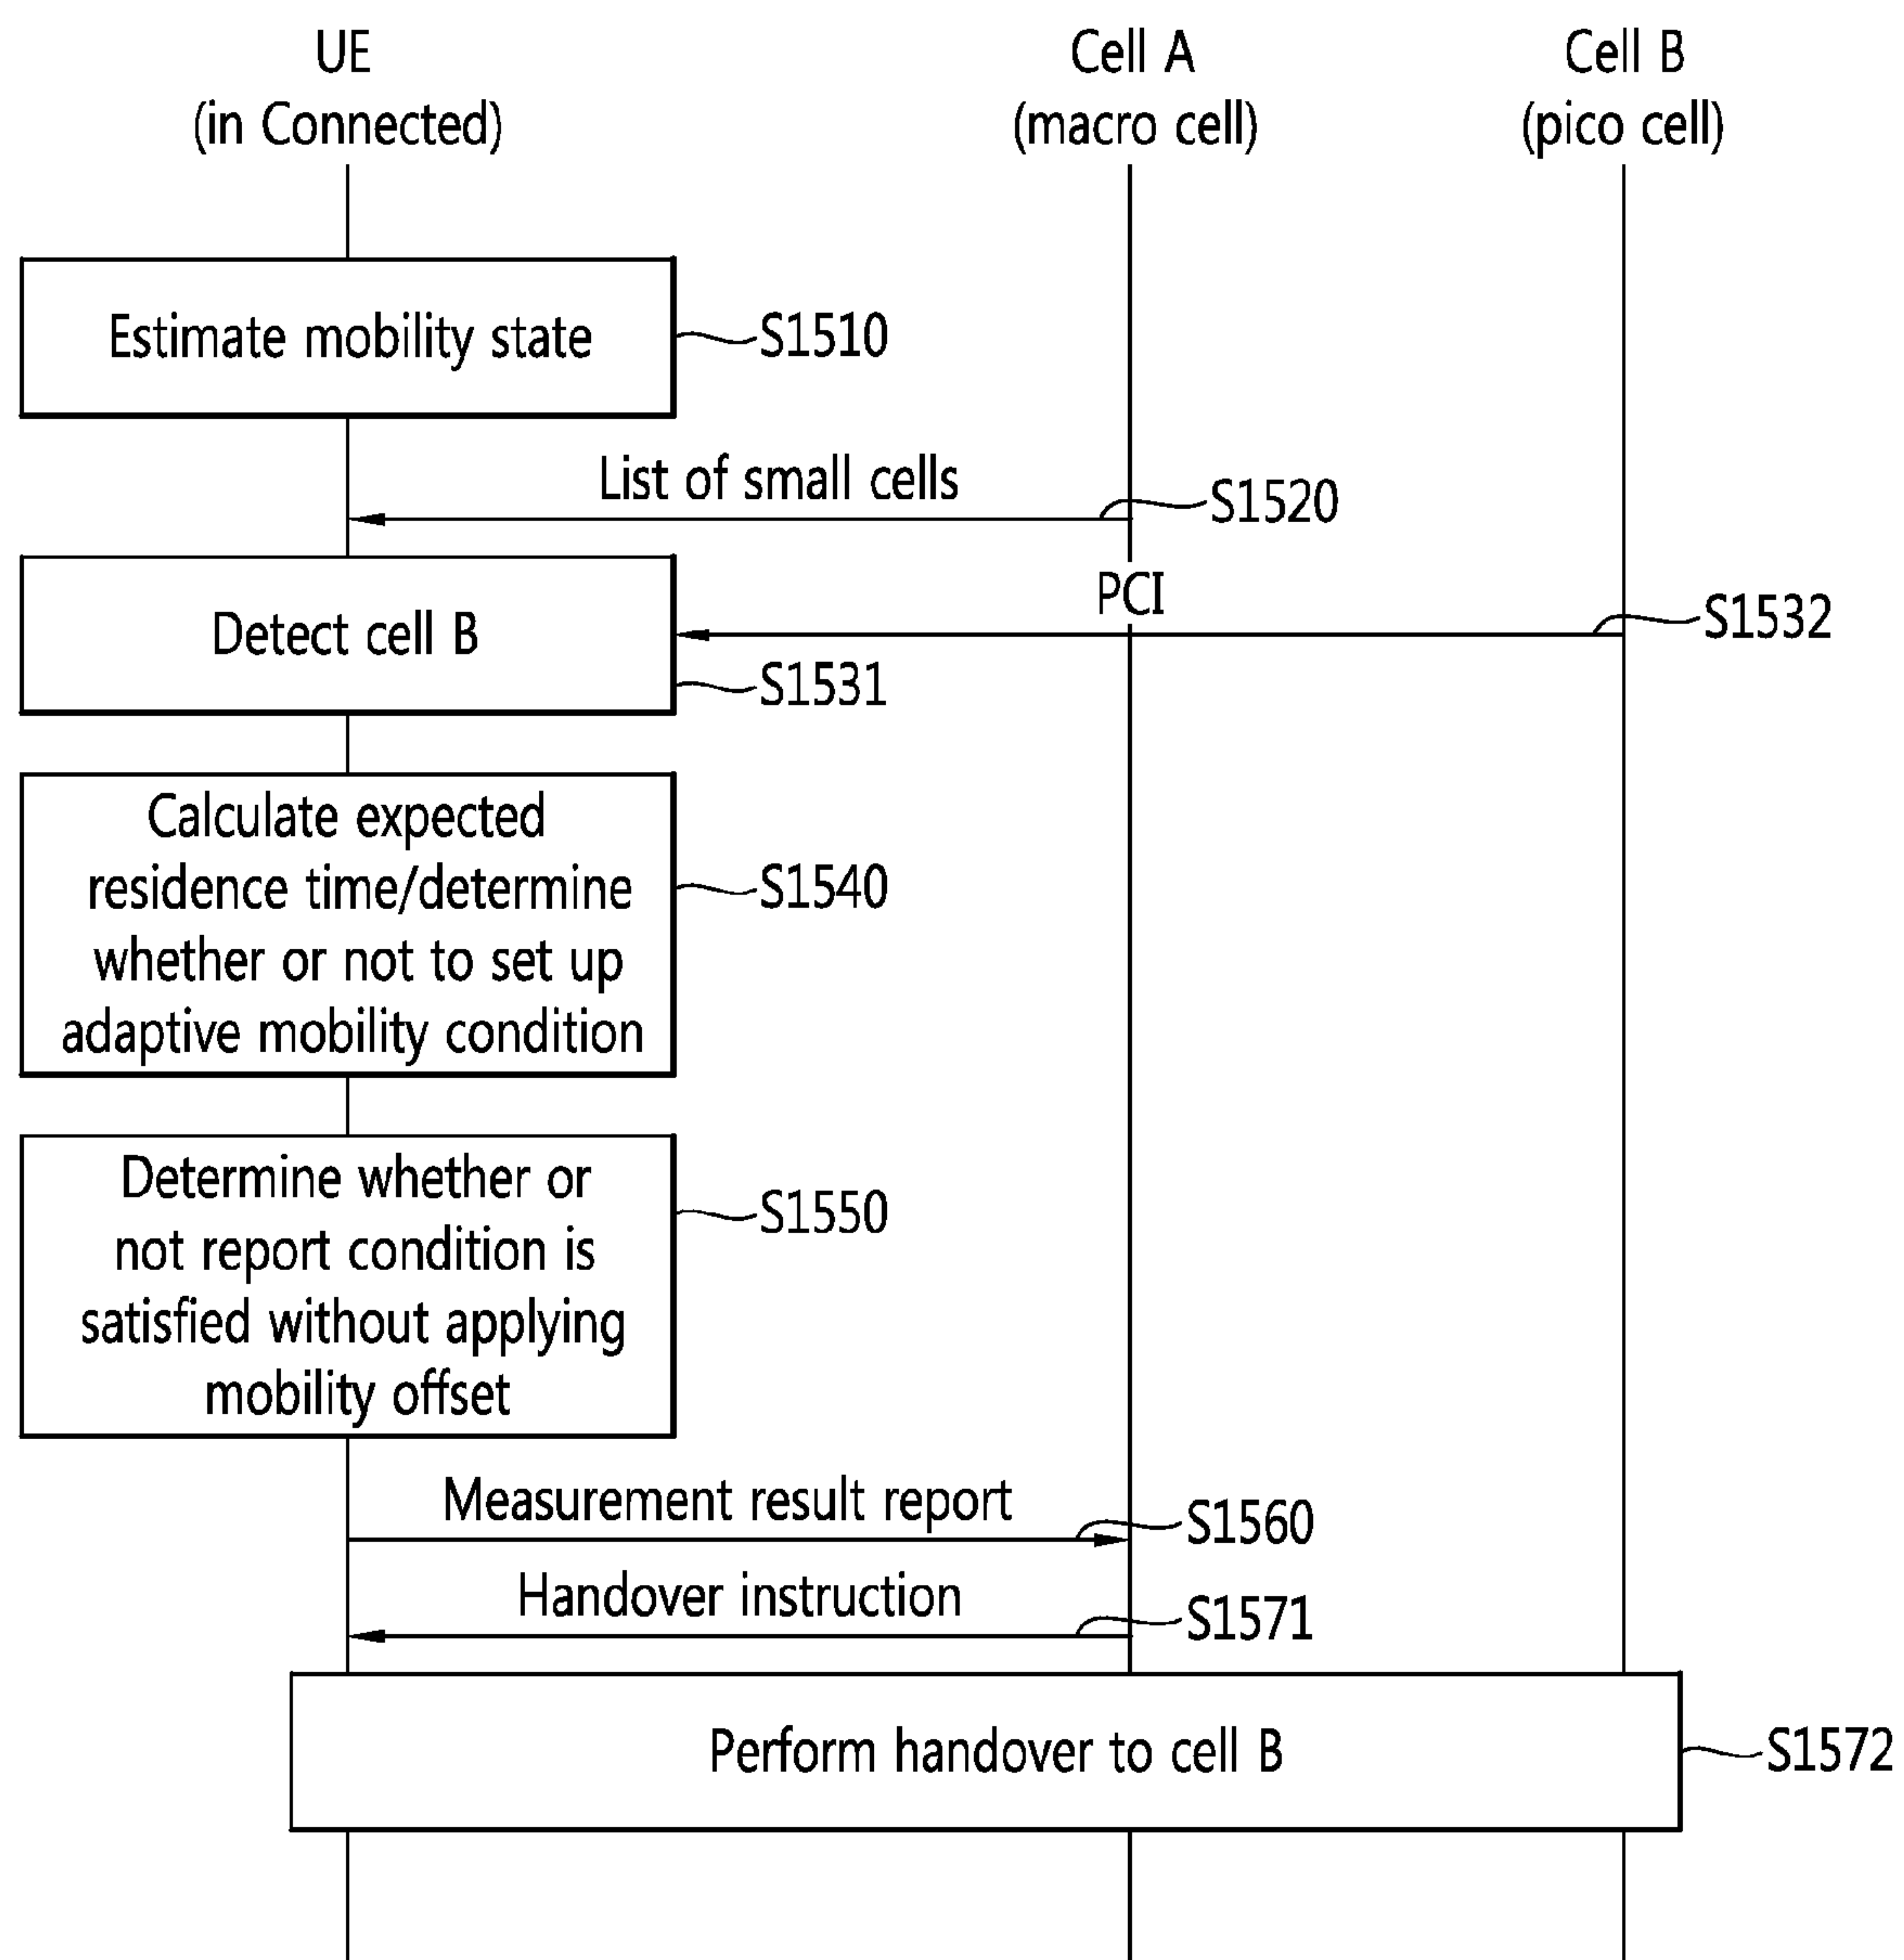 UE
(in Connected)
Cell A
(macro cell)
Cell B
(pico cell)
Estimate mobility state
S1510
List of small cells
S1520
PCI
S1532
Detect cell B
S1531
Calculate expected
residence time/determine
whether or not to set up
adaptive mobility condition
S1540
Determine whether or
not report condition is
satisfied without applying
mobility offset
S1550
Measurement result report
S1560
Handover instruction
S1571
Perform handover to cell B
S1572